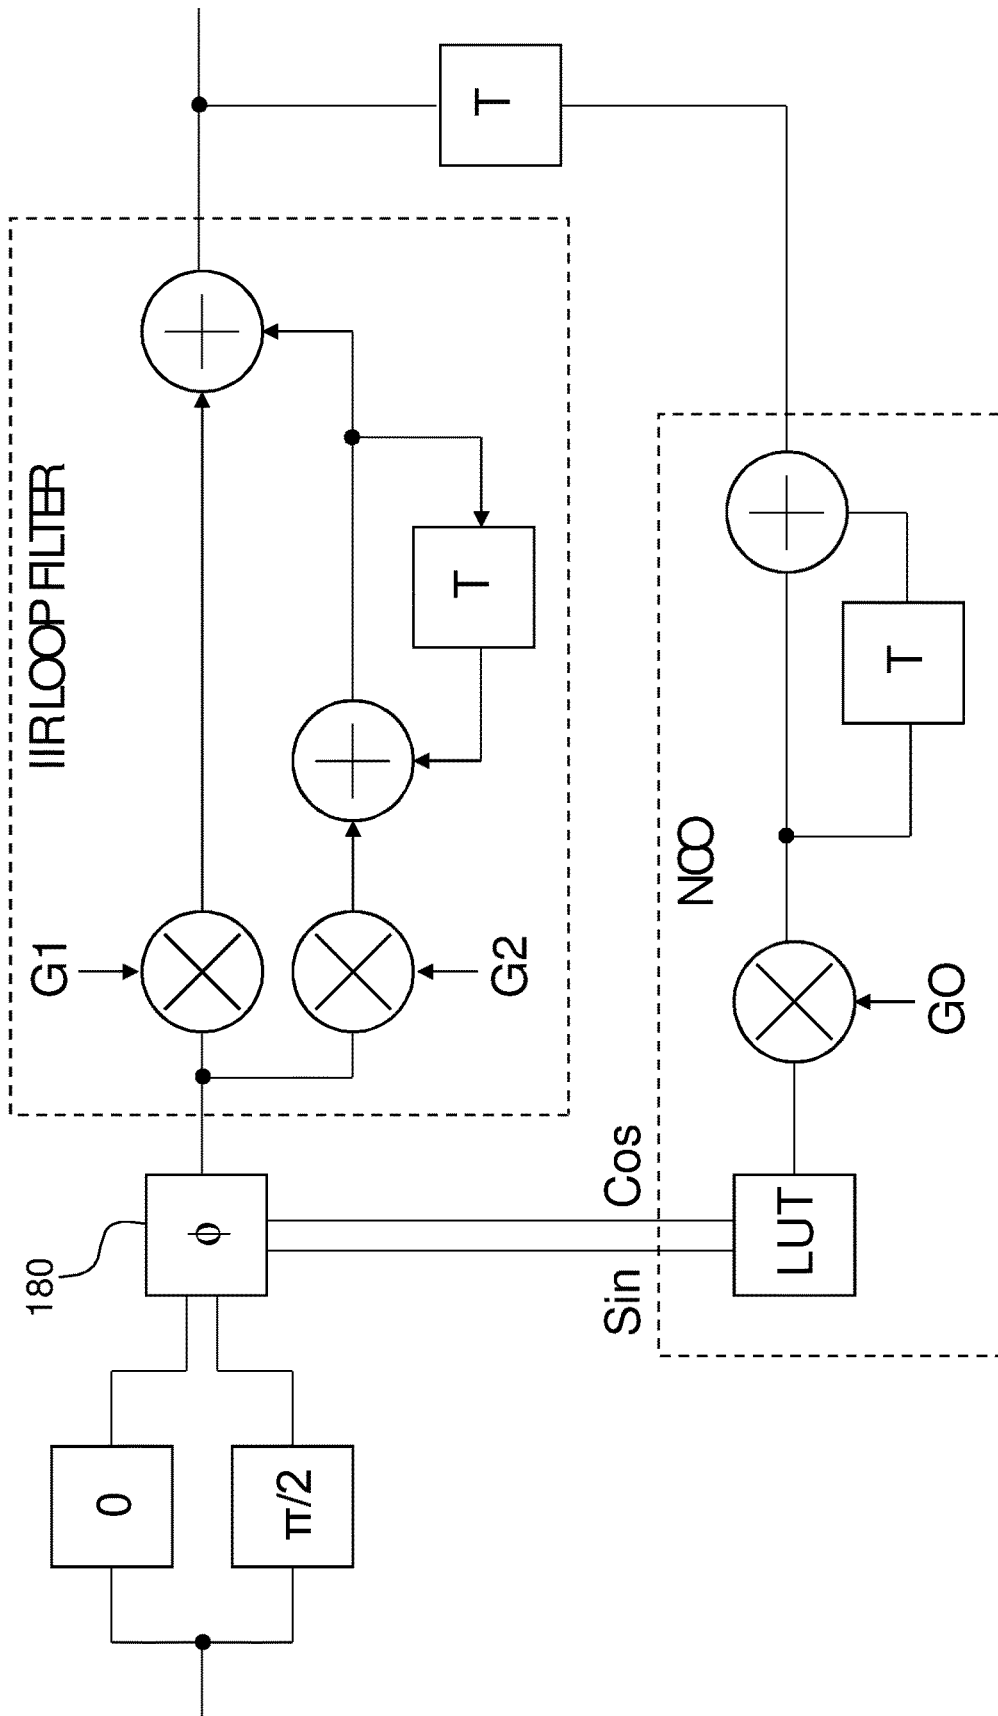 IIR LOOP FILTER
G1
G2
T
T
180
ϕ
0
π/2
Sin
Cos
NCO
LUT
GO
T